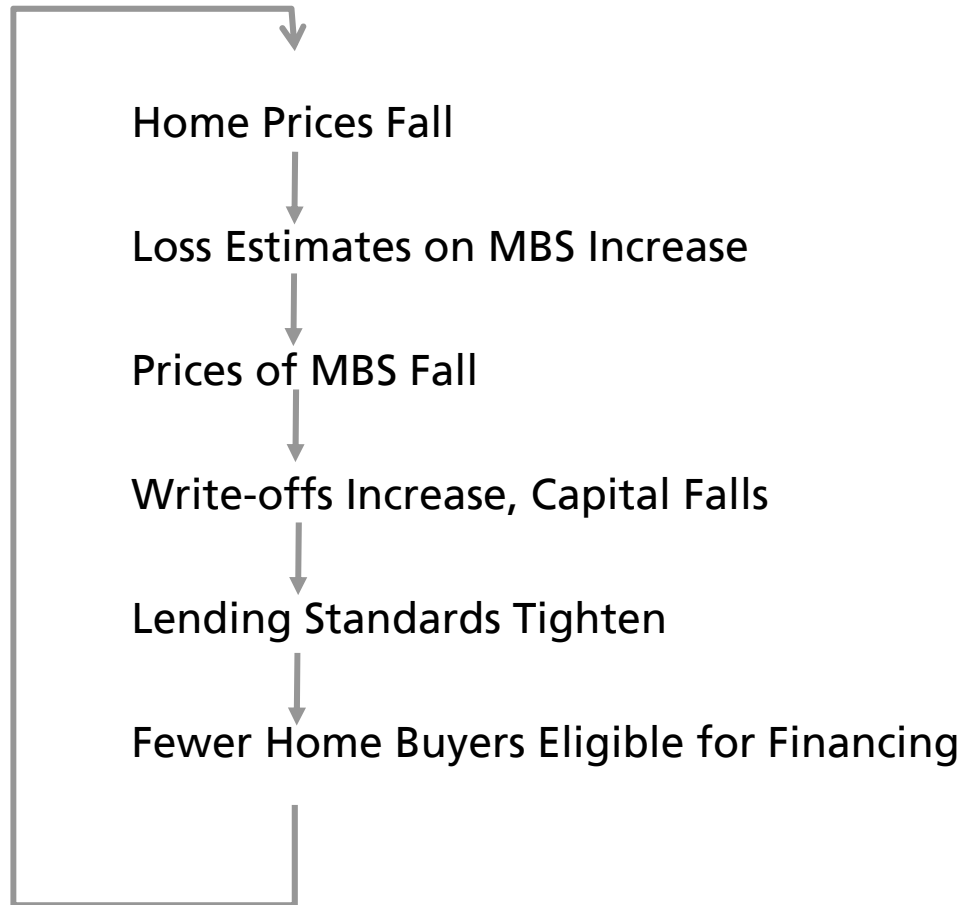 Home Prices Fall
Loss Estimates on MBS Increase
Prices of MBS Fall
Write-offs Increase, Capital Falls
Lending Standards Tighten
Fewer Home Buyers Eligible for Financing